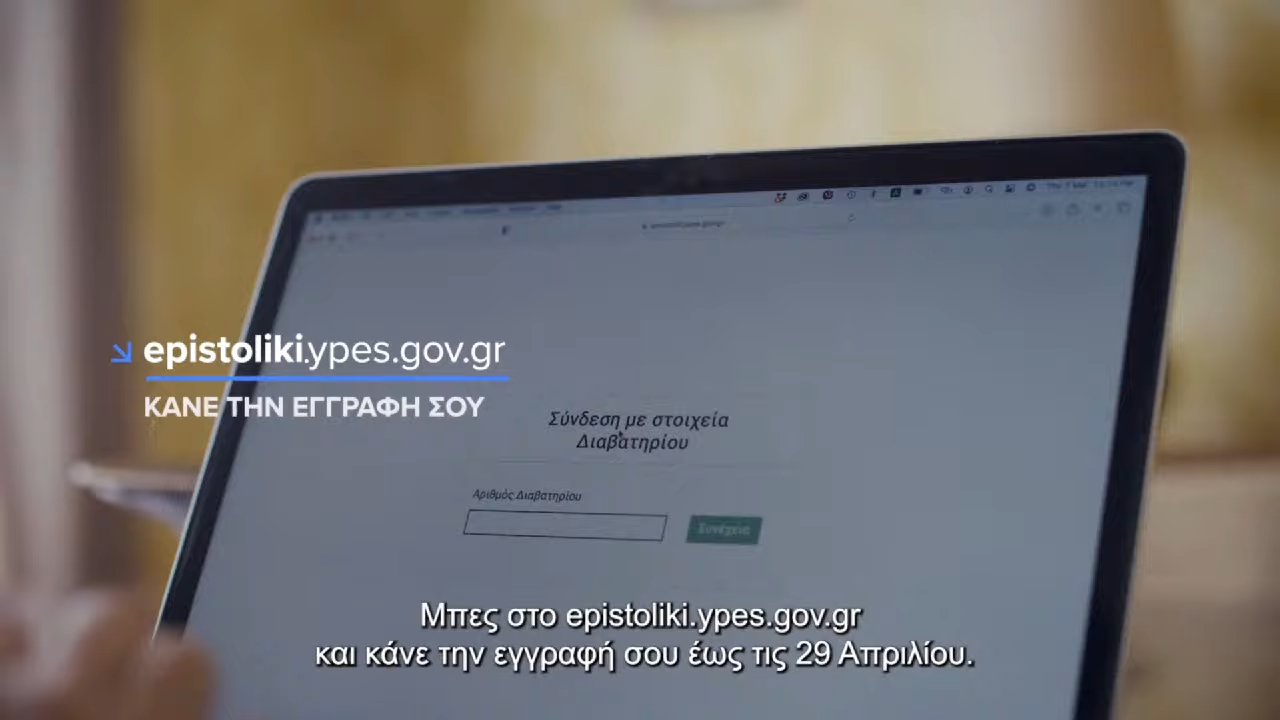 epistoliki.ypes.gov.gr
ΚΑΝΕ ΤΗΝ ΕΓΓΡΑΦΗ ΣΟΥ
Σύνδεση με στοιχεία
Διαβατηρίου
Αριθμός Διαβατηρίου
Συνέχεια
Μπες στο epistoliki.ypes.gov.gr
και κάνε την εγγραφή σου έως τις 29 Απριλίου.